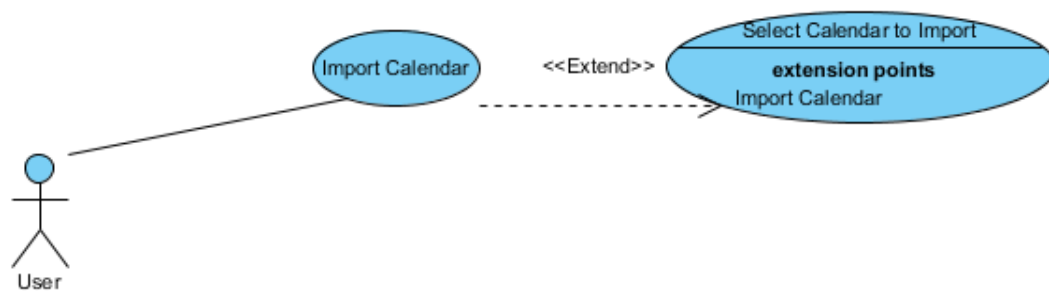 Select Calendar to Import
Import Calendar
<<Extend>>
extension points
Import Calendar
User